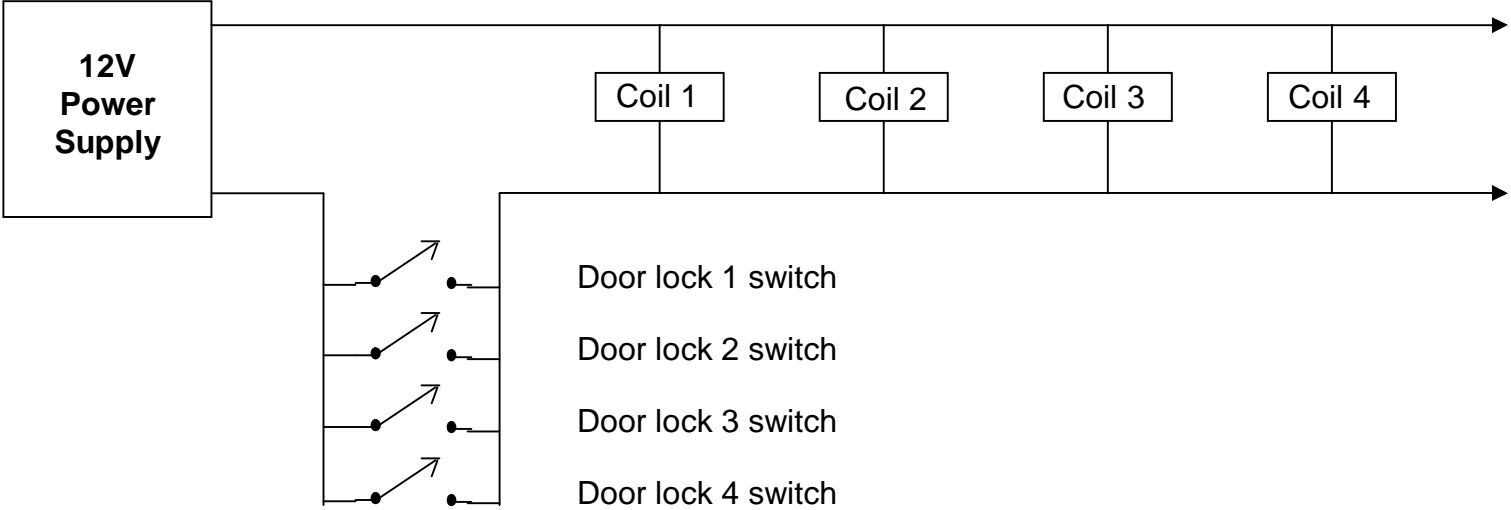 12V
Power
Supply
Coil 1
Coil 2
Coil 3
Coil 4
Door lock 1 switch
Door lock 2 switch
Door lock 3 switch
Door lock 4 switch